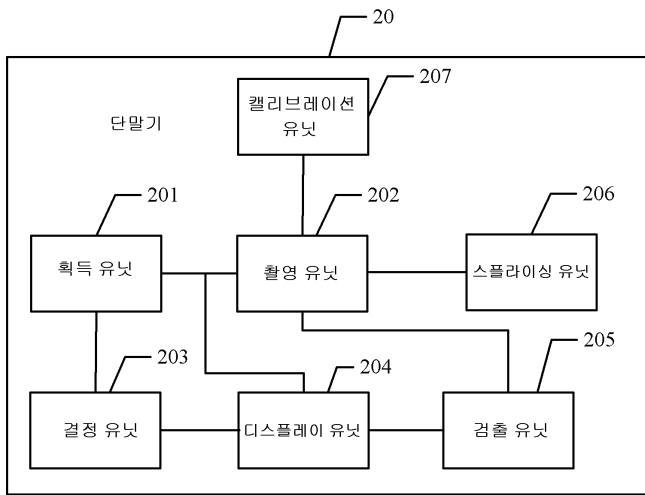 20
207
캘리브레이션
유닛
단말기
201
202
206
획득 유닛
촬영 유닛
스플라이싱 유닛
203
204
205
결정 유닛
디스플레이 유닛
검출 유닛